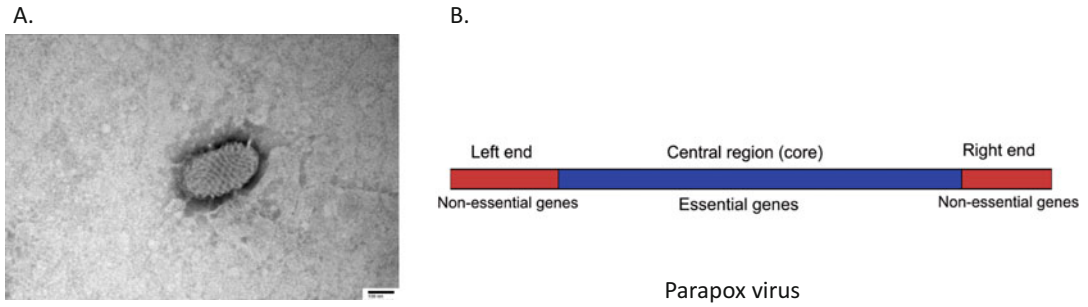 A.
B.
Left end
Central region (core)
Right end
Non-essential genes
Essential genes
Non-essential genes
Parapox virus